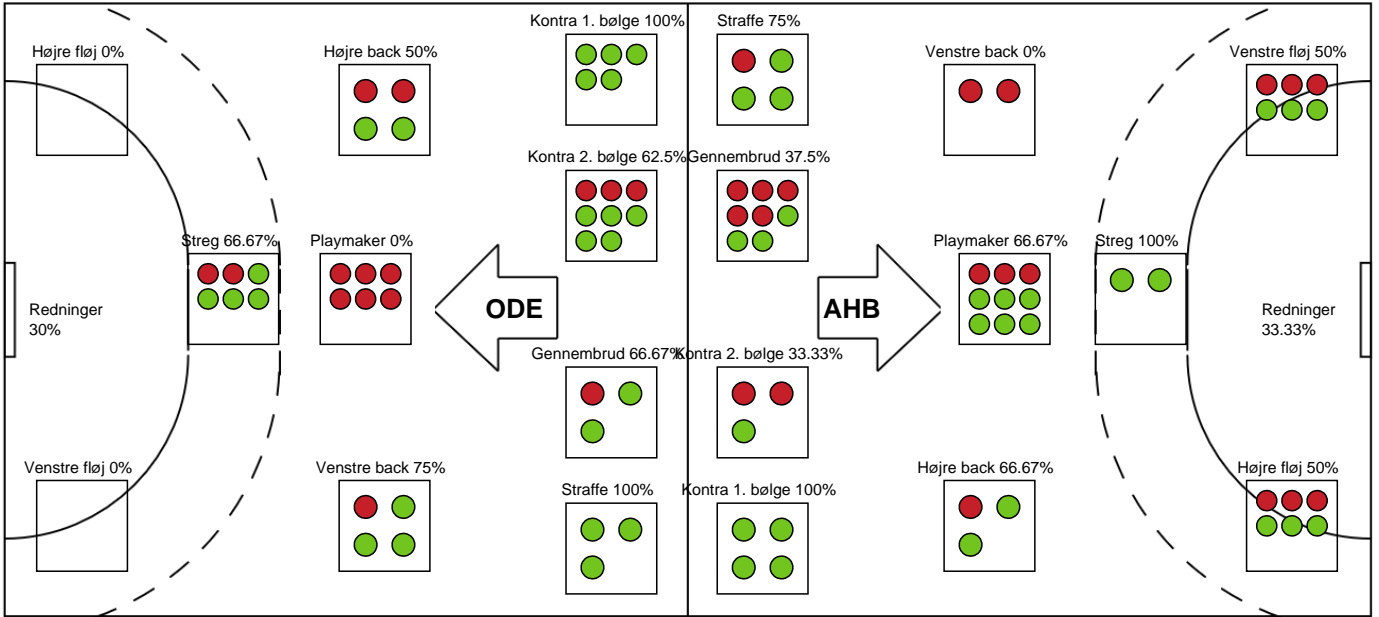 Kontra 1. bølge 100%
Straffe 75%
Højre fløj 0%
Højre back 50%
Venstre back 0%
Venstre fløj 50%
Kontra 2. bølge 62.5%
Gennembrud 37.5%
Streg 66.67%
Playmaker 0%
Playmaker 66.67%
Streg 100%
Redninger
30%
ODE
AHB
Redninger
33.33%
Gennembrud 66.67%
Kontra 2. bølge 33.33%
Venstre fløj 0%
Venstre back 75%
Straffe 100%
Kontra 1. bølge 100%
Højre back 66.67%
Højre fløj 50%